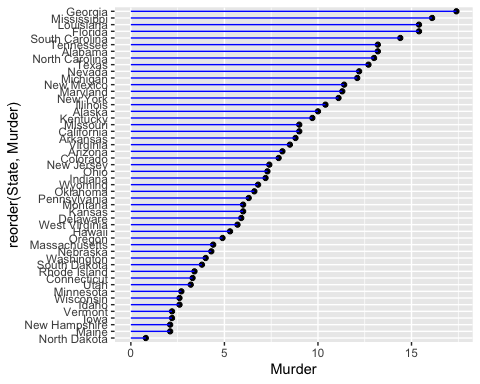 reorder(State, Murder)
Georgia
Mississippi
Louisiana
Florida
South Carolina
Tennessee
Alabama
North Carolina
Texas
Nevada
Michigan
New Mexico
Maryland
New York
Illinois
Alaska
Kentucky
Missouri
California
Arkansas
Virginia
Arizona
Colorado
New Jersey
Ohio
Indiana
Wyoming
Oklahoma
Pennsylvania
Montana
Kansas
Delaware
West Virginia
Hawaii
Oregon
Massachusetts
Nebraska
Washington
South Dakota
Rhode Island
Connecticut
Utah
Minnesota
Wisconsin
Idaho
Vermont
Iowa
New Hampshire
Maine
North Dakota
0 5 10 15
Murder